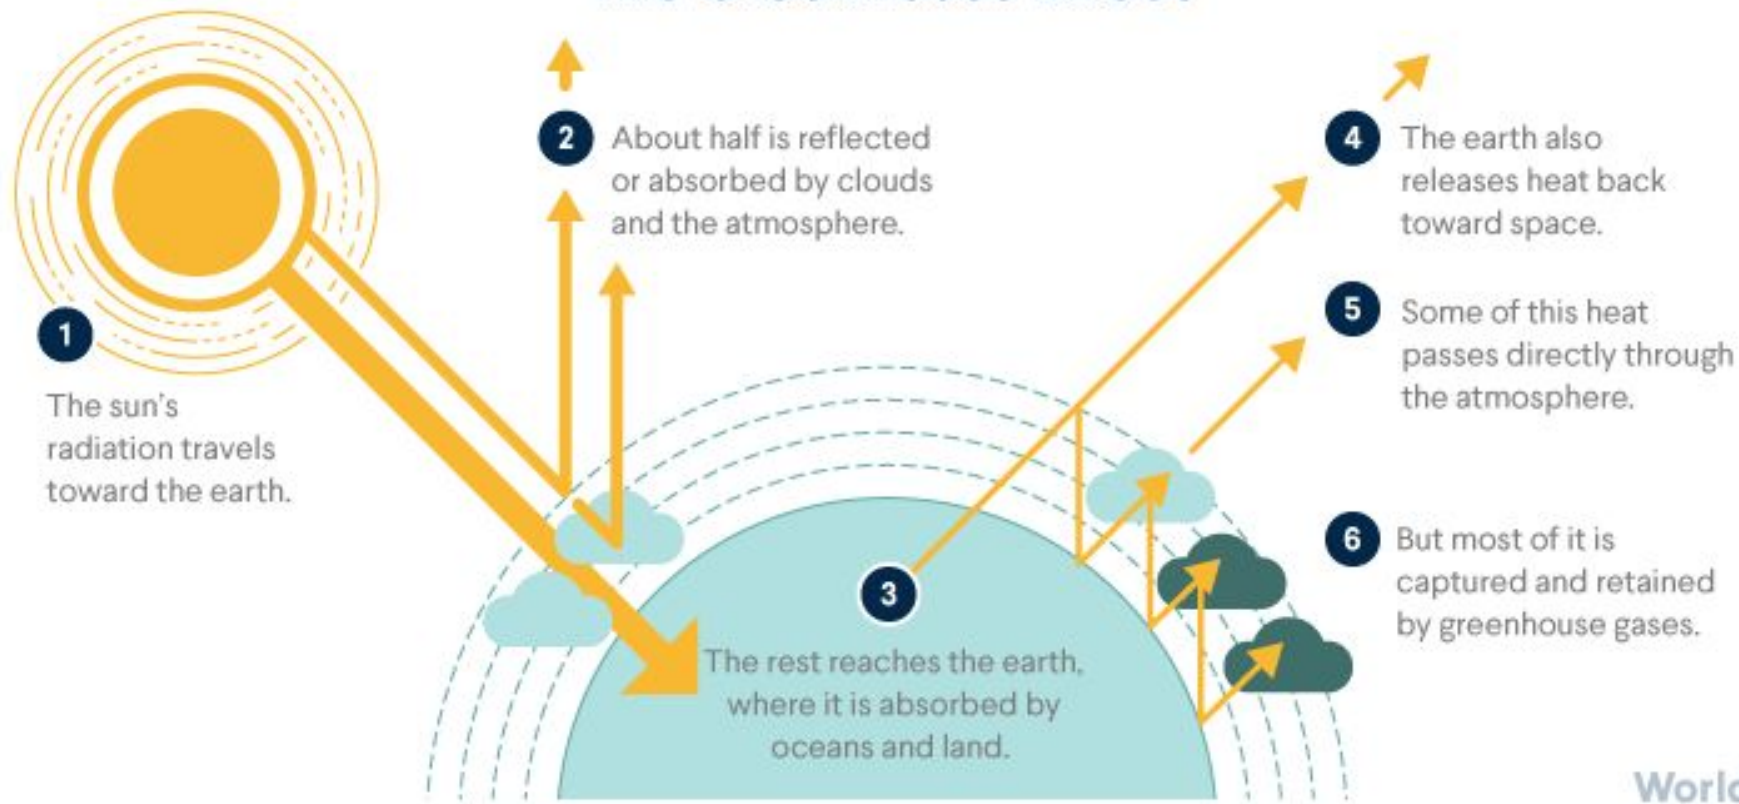 1
The sun's
radiation travels
toward the earth.
2
About half is reflected
or absorbed by clouds
and the atmosphere.
3
The rest reaches the earth,
where it is absorbed by
oceans and land.
4
The earth also
releases heat back
toward space.
5
Some of this heat
passes directly through
the atmosphere.
6
But most of it is
captured and retained
by greenhouse gases.